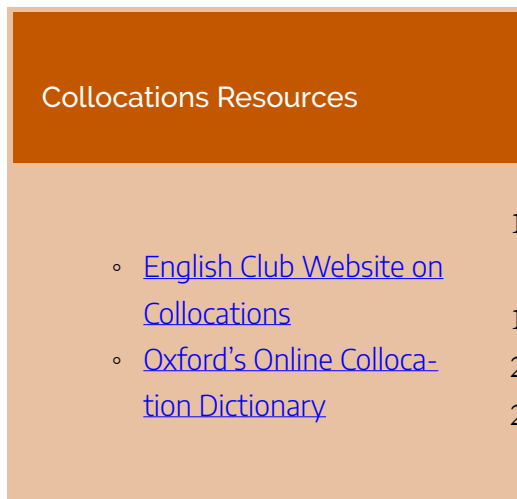 Collocations Resources
◦ English Club Website on
Collocations
◦ Oxford’s Online Colloca-
tion Dictionary